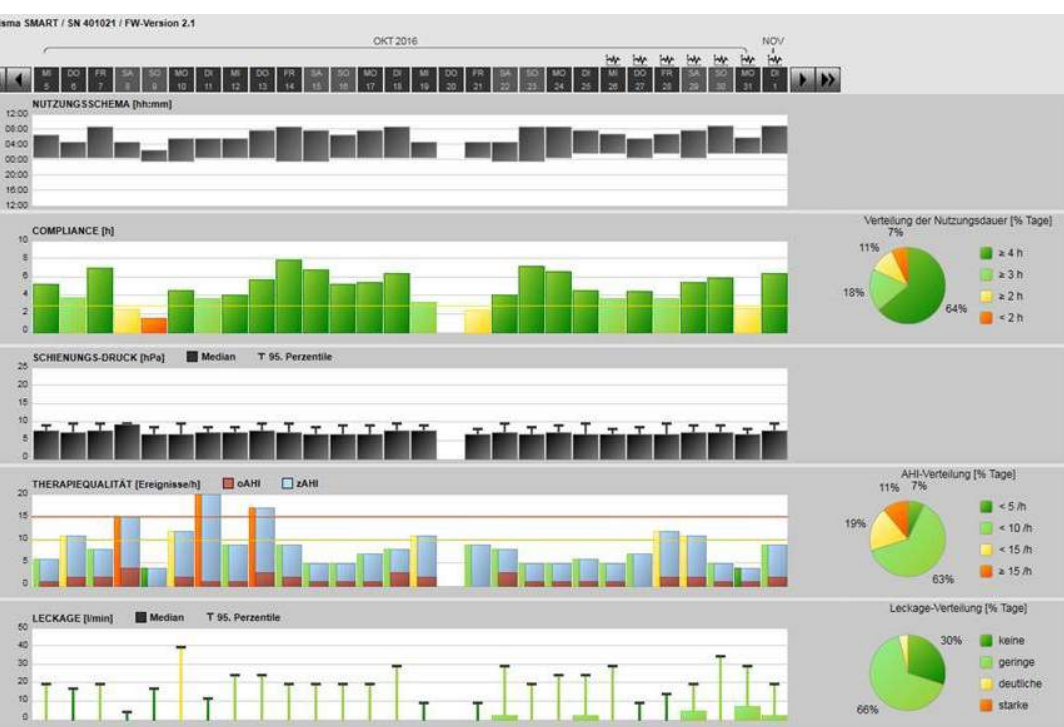 isma SMART / SN 401021 / FW-Version 2.1
OKT 2016 NOV
MI DO FR SA SO MO DI MI DO FR SA SO MO DI MI DO FR SA SO MO DI MI DO FR SA SO MO DI
5 6 7 8 9 10 11 12 13 14 15 16 17 18 19 20 21 22 23 24 25 26 27 28 29 30 31 1
NUTZUNGSSCHEMA [hh:mm]
12:00
08:00
04:00
00:00
20:00
16:00
12:00
COMPLIANCE [h]
10
8
6
4
2
0
Verteilung der Nutzungsdauer [% Tage]
7%
11%
18%
64%
≥ 4 h
≥ 3 h
≥ 2 h
< 2 h
SCHIENUNGS-DRUCK [hPa] Median 95. Perzentile
25
20
15
10
5
0
THERAPIEQUALITÄT [Ereignisse/h] oAHI zAHI
20
15
10
5
0
AHI-Verteilung [% Tage]
11% 7%
19%
63%
< 5 /h
< 10 /h
< 15 /h
≥ 15 /h
LECKAGE [l/min] Median 95. Perzentile
50
40
30
20
10
0
Leckage-Verteilung [% Tage]
30%
66%
keine
geringe
deutliche
starke